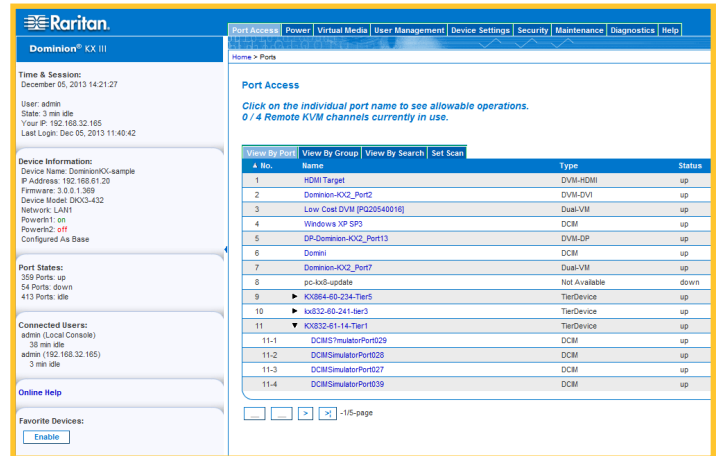 Raritan.
Dominion® KX III
Port Access Power Virtual Media User Management Device Settings Security Maintenance Diagnostics Help
Home > Ports
Time & Session:
December 05, 2013 14:21:27
User: admin
State: 3 min idle
Your IP: 192.168.32.165
Last Login: Dec 05, 2013 11:40:42
Device Information:
Device Name: DominionKX-sample
IP Address: 192.168.61.20
Firmware: 3.0.0.1.369
Device Model: DKX3-432
Network: LAN1
PowerIn1: on
PowerIn2: off
Configured As Base
Port States:
359 Ports: up
54 Ports: down
413 Ports: idle
Connected Users:
admin (Local Console)
38 min idle
admin (192.168.32.165)
3 min idle
Online Help
Favorite Devices:
Enable
Port Access
Click on the individual port name to see allowable operations.
0 / 4 Remote KVM channels currently in use.
View By Port View By Group View By Search Set Scan
▲ No. Name Type Status
1 HDMI Target DVM-HDMI up
2 Dominion-KX2_Port2 DVM-DVI up
3 Low Cost DVM [PQ20540016] Dual-VM up
4 Windows XP SP3 DCIM up
5 DP-Dominion-KX2_Port13 DVM-DP up
6 Domini DCIM up
7 Dominion-KX2_Port7 Dual-VM up
8 pc-kx8-update Not Available down
9 ► KX864-60-234-Tier5 TierDevice up
10 ► kx832-60-241-tier3 TierDevice up
11 ▼ KX832-61-14-Tier1 TierDevice up
11-1 DCIMS?mulatorPort029 DCIM up
11-2 DCIMSimulatorPort028 DCIM up
11-3 DCIMSimulatorPort027 DCIM up
11-4 DCIMSimulatorPort039 DCIM up
__ __ > >¦ -1/5-page